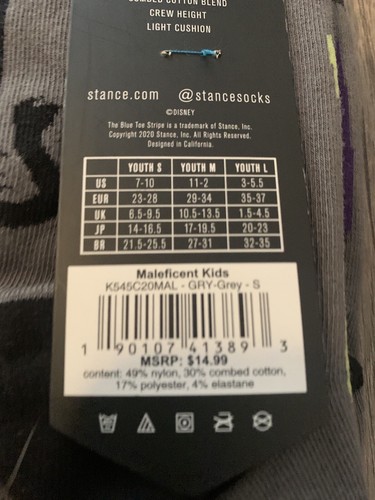 COMBED COTTON BLEND
CREW HEIGHT
LIGHT CUSHION
stance.com @stancesocks
©DISNEY
The Blue Toe Stripe is a trademark of Stance, Inc.
Copyright 2020 Stance, Inc. All Rights Reserved.
Designed in California.
YOUTH S YOUTH M YOUTH L
US 7-10 11-2 3-5.5
EUR 23-28 29-34 35-37
UK 6.5-9.5 10.5-13.5 1.5-4.5
JP 14-16.5 17-19.5 20-23
BR 21.5-25.5 27-31 32-35
Maleficent Kids
K545C20MAL - GRY-Grey - S
1 90107 41389 3
MSRP: $14.99
content: 49% nylon, 30% combed cotton,
17% polyester, 4% elastane